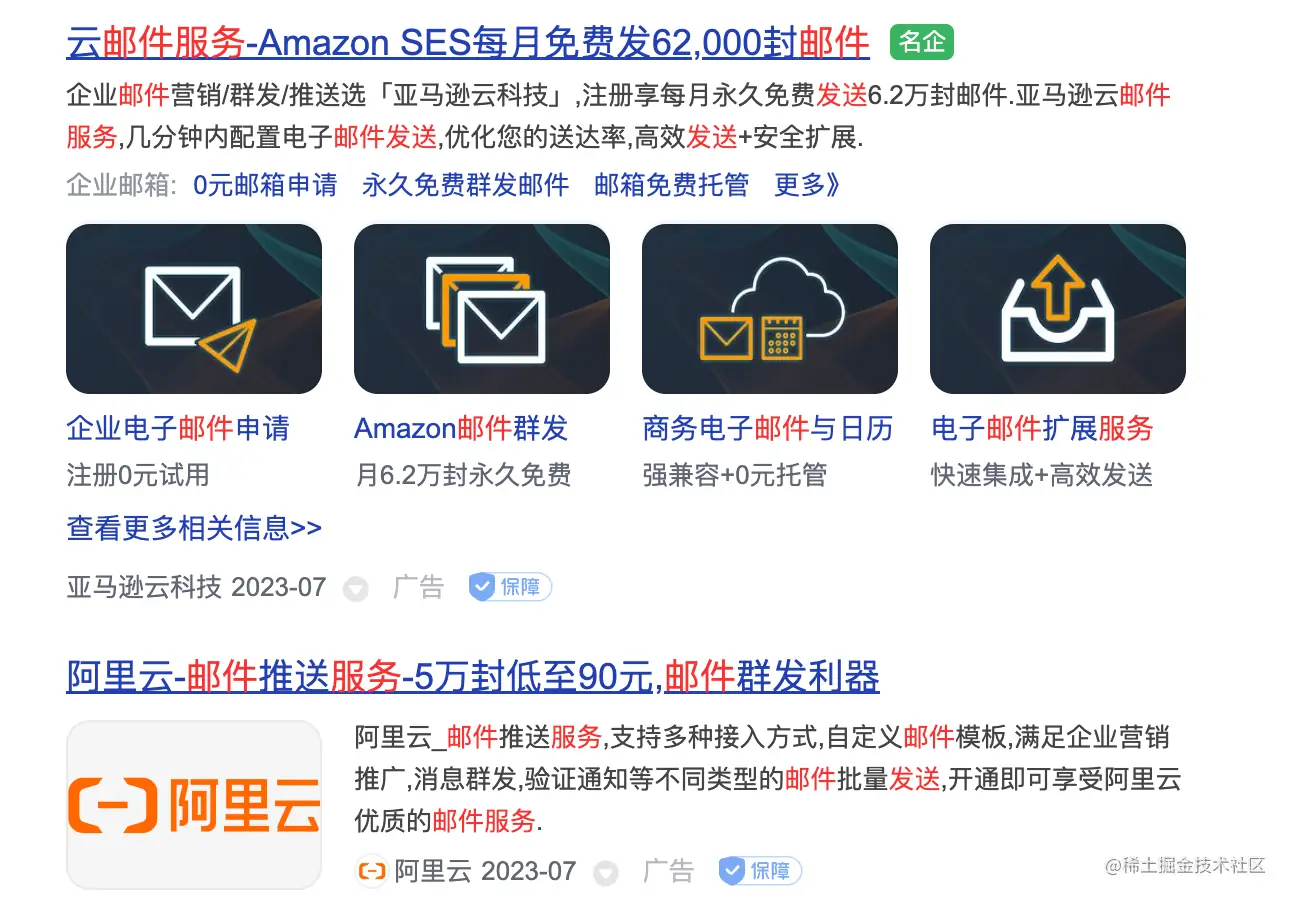 云邮件服务-Amazon SES每月免费发62,000封邮件 名企
企业邮件营销/群发/推送选「亚马逊云科技」,注册享每月永久免费发送6.2万封邮件.亚马逊云邮件
服务,几分钟内配置电子邮件发送,优化您的送达率,高效发送+安全扩展.
企业邮箱: 0元邮箱申请 永久免费群发邮件 邮箱免费托管 更多》
企业电子邮件申请 Amazon邮件群发 商务电子邮件与日历 电子邮件扩展服务
注册0元试用 月6.2万封永久免费 强兼容+0元托管 快速集成+高效发送
查看更多相关信息>>
亚马逊云科技 2023-07 广告 保障
阿里云-邮件推送服务-5万封低至90元,邮件群发利器
阿里云
阿里云_邮件推送服务,支持多种接入方式,自定义邮件模板,满足企业营销
推广,消息群发,验证通知等不同类型的邮件批量发送,开通即可享受阿里云
优质的邮件服务.
阿里云 2023-07 广告 保障
@稀土掘金技术社区